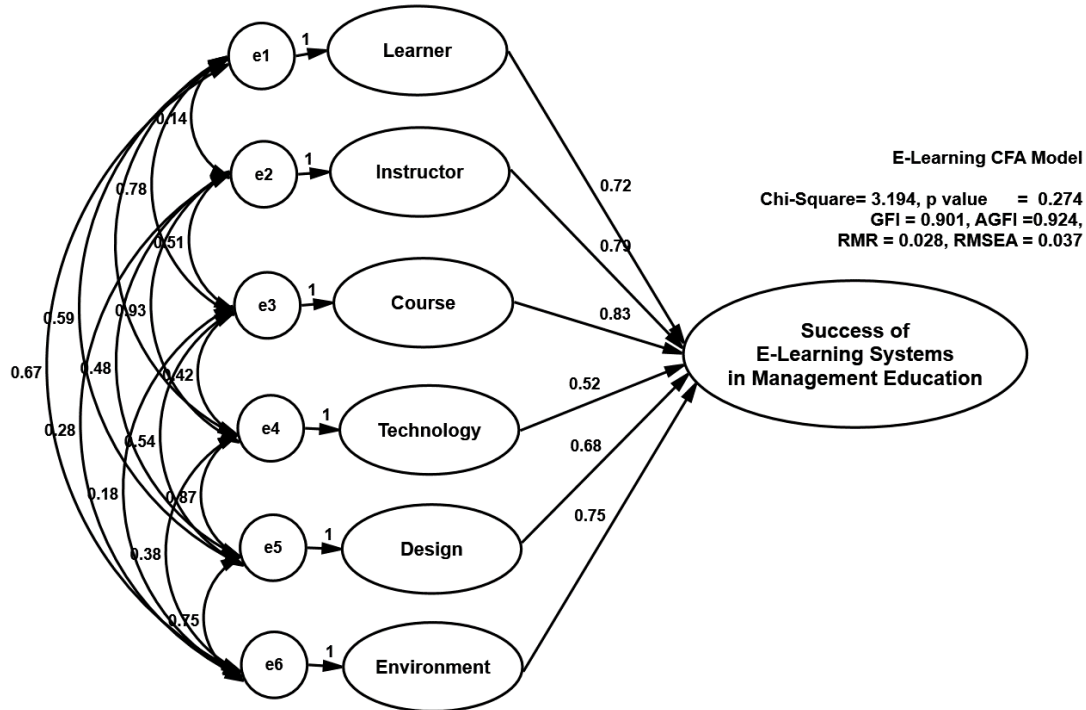 e1
1
Learner
e2
1
Instructor
e3
1
Course
e4
1
Technology
e5
1
Design
e6
1
Environment
0.14
0.78
0.51
0.59
0.93
0.67
0.48
0.42
0.28
0.54
0.18
0.87
0.38
0.75
0.72
0.79
0.83
0.52
0.68
0.75
E-Learning CFA Model
Chi-Square= 3.194, p value = 0.274
GFI = 0.901, AGFI =0.924,
RMR = 0.028, RMSEA = 0.037
Success of
E-Learning Systems
in Management Education